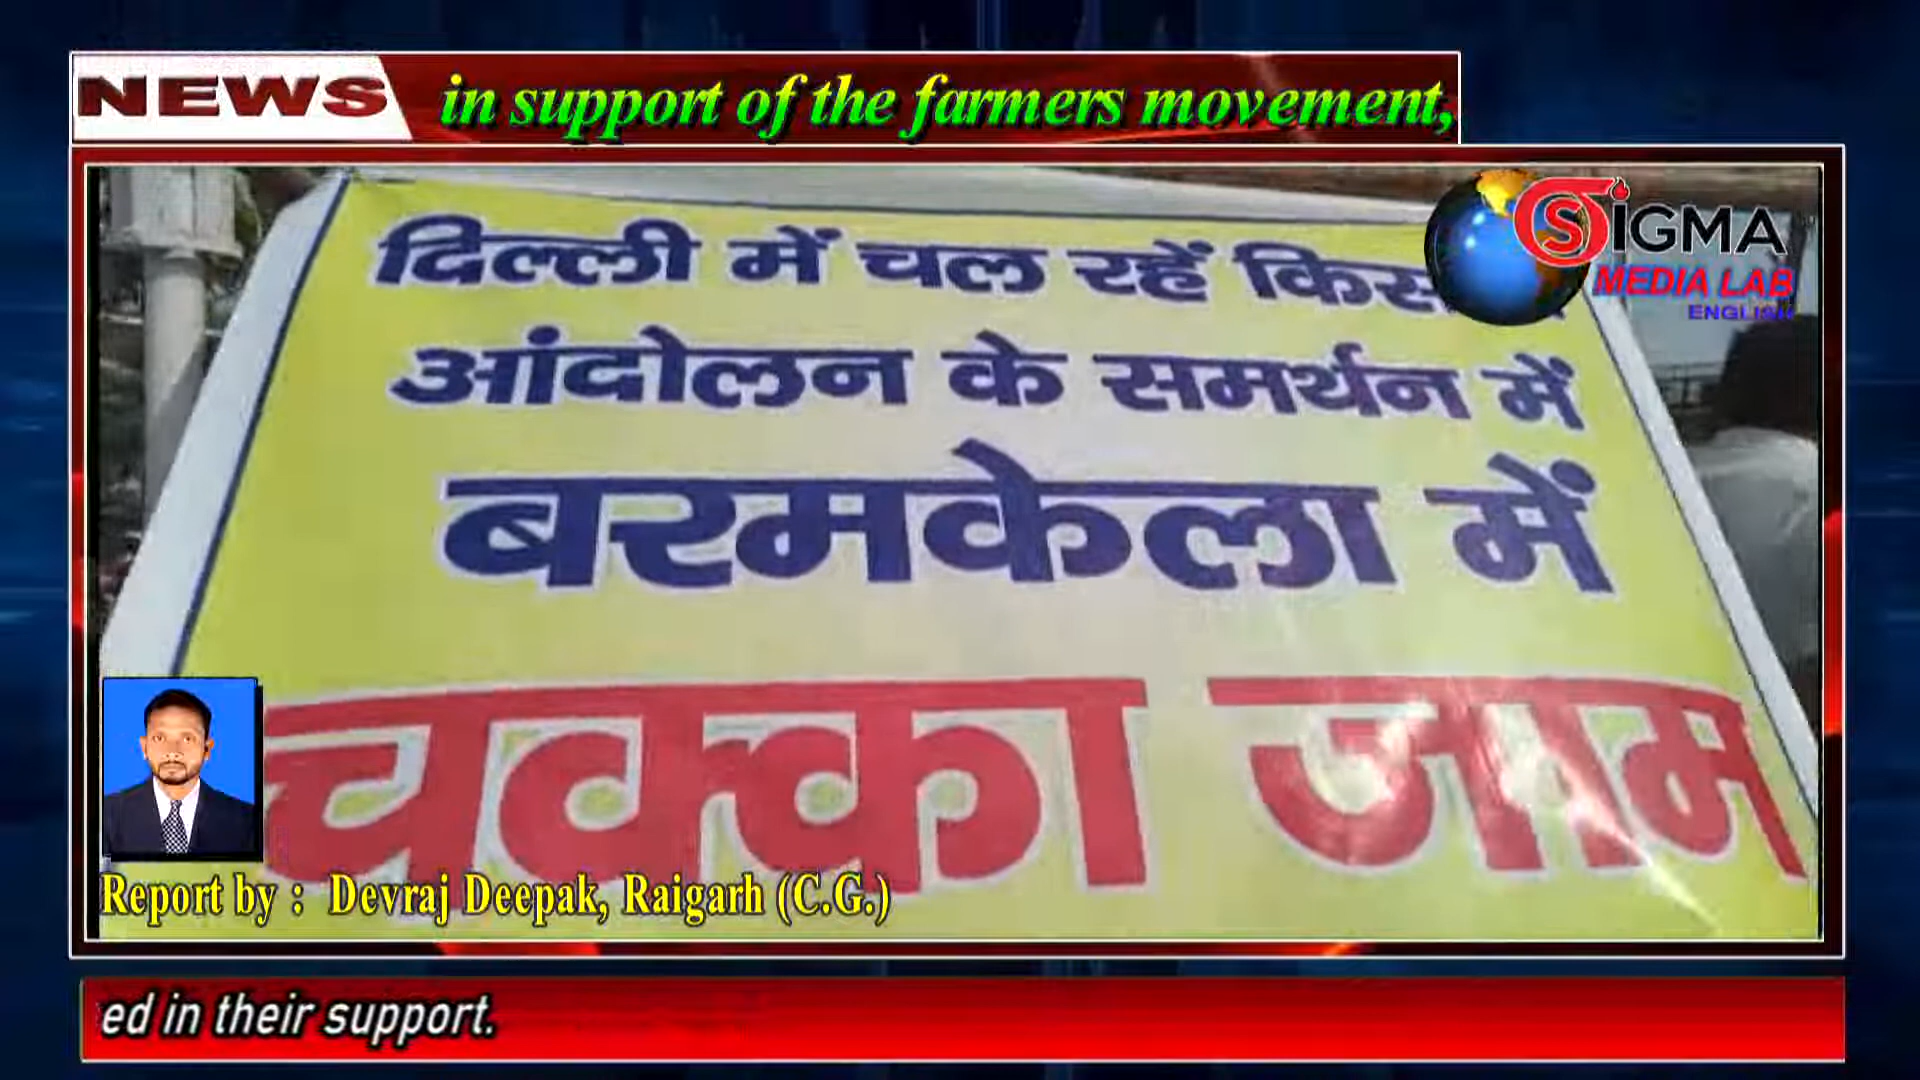 NEWS
in support of the farmers movement,
SIGMA
MEDIA LAB
ENGLISH
दिल्ली में चल रहें
आंदोलन के समर्थन में
बरमकेला में
चक्का जाम
Report by : Devraj Deepak, Raigarh (C.G.)
ed in their support.